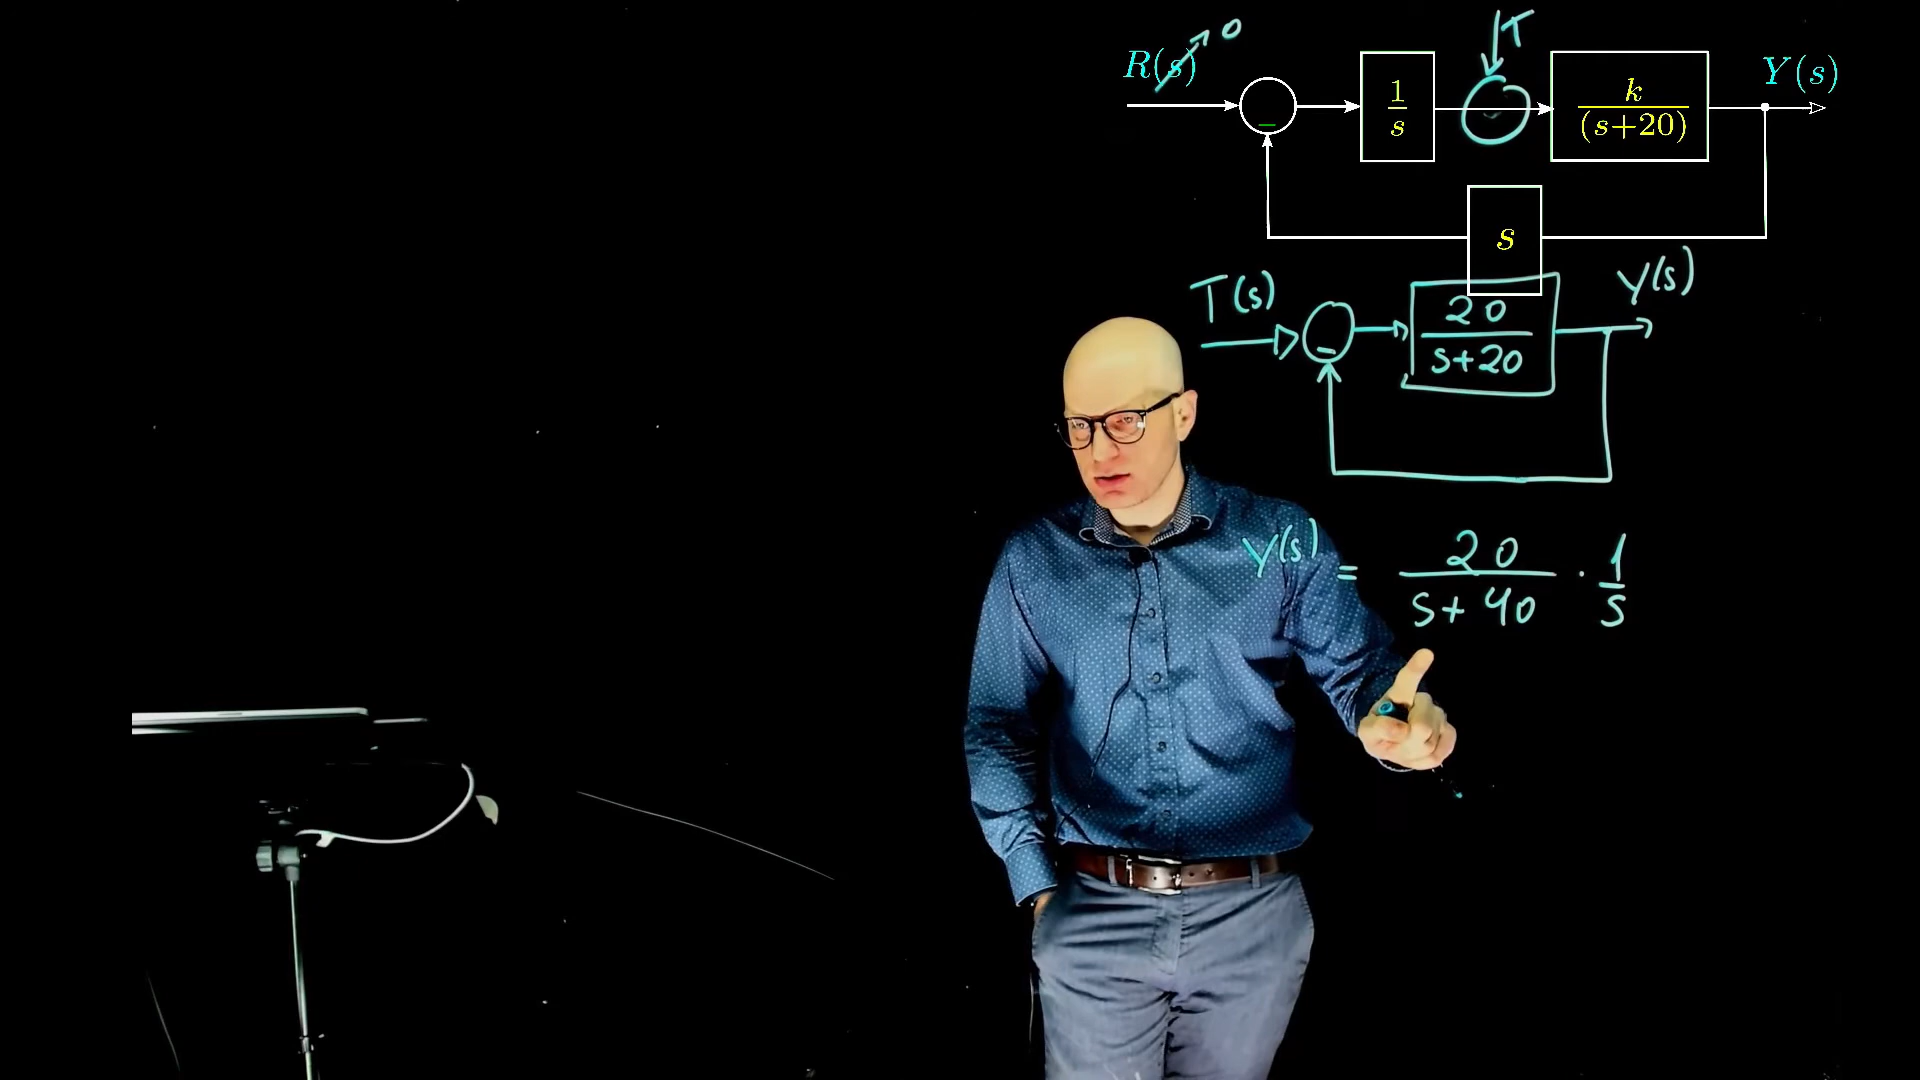 R(s) 0 T Y(s)
1/s k/(s+20)
−
s
T(s) Y(s)
20/(s+20)
−
Y(s) = 20/(s+40) · 1/s